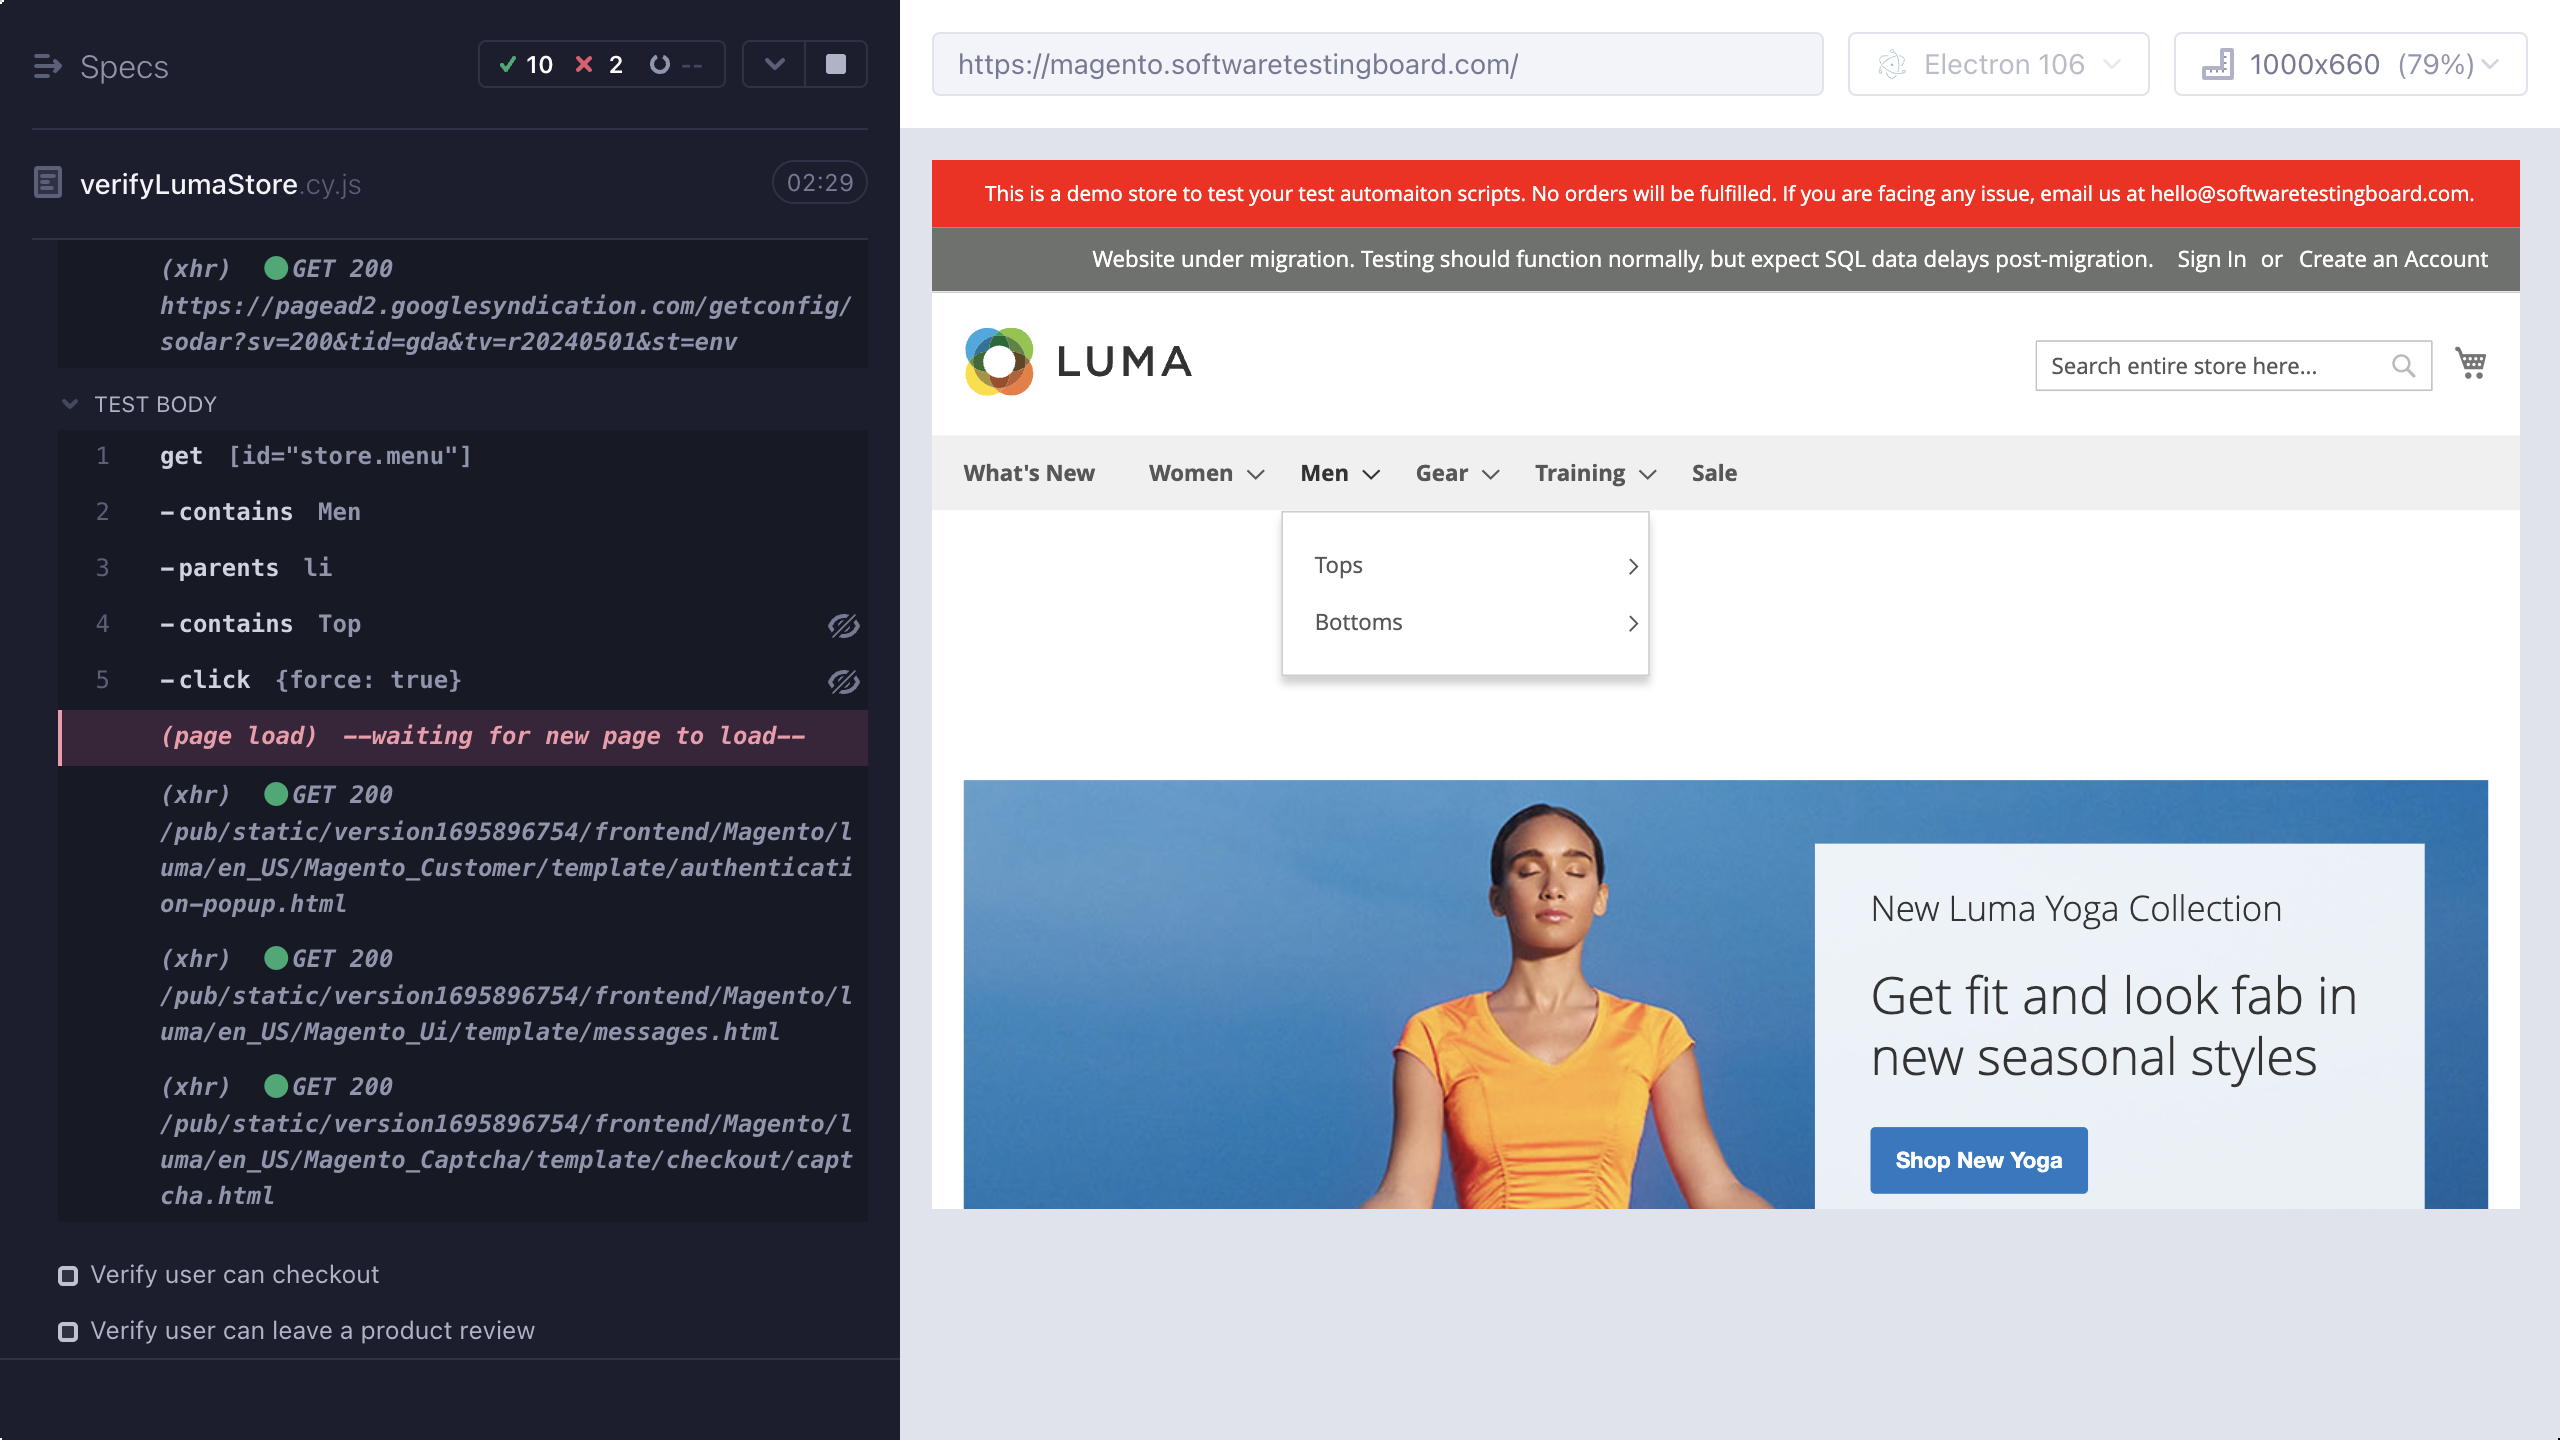 Specs
10 2 --
verifyLumaStore.cy.js
02:29
(xhr) GET 200
https://pagead2.googlesyndication.com/getconfig/
sodar?sv=200&tid=gda&tv=r20240501&st=env
TEST BODY
1 get [id="store.menu"]
2 -contains Men
3 -parents li
4 -contains Top
5 -click {force: true}
(page load) --waiting for new page to load--
(xhr) GET 200
/pub/static/version1695896754/frontend/Magento/l
uma/en_US/Magento_Customer/template/authenticati
on-popup.html
(xhr) GET 200
/pub/static/version1695896754/frontend/Magento/l
uma/en_US/Magento_Ui/template/messages.html
(xhr) GET 200
/pub/static/version1695896754/frontend/Magento/l
uma/en_US/Magento_Captcha/template/checkout/capt
cha.html
Verify user can checkout
Verify user can leave a product review
https://magento.softwaretestingboard.com/
Electron 106
1000x660 (79%)
This is a demo store to test your test automaiton scripts. No orders will be fulfilled. If you are facing any issue, email us at hello@softwaretestingboard.com.
Website under migration. Testing should function normally, but expect SQL data delays post-migration. Sign In or Create an Account
LUMA
Search entire store here...
What's New Women Men Gear Training Sale
Tops
Bottoms
New Luma Yoga Collection
Get fit and look fab in
new seasonal styles
Shop New Yoga